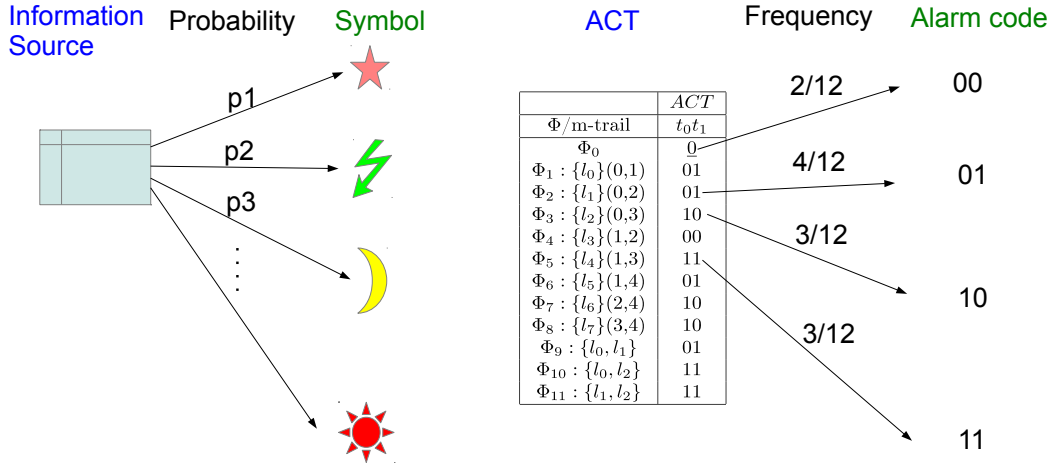 Information Source
Probability
Symbol
p1
p2
p3
ACT
Frequency
Alarm code
ACT
Φ/m-trail t₀t₁
Φ₀ 0
Φ₁ : {l₀}(0,1) 01
Φ₂ : {l₁}(0,2) 01
Φ₃ : {l₂}(0,3) 10
Φ₄ : {l₃}(1,2) 00
Φ₅ : {l₄}(1,3) 11
Φ₆ : {l₅}(1,4) 01
Φ₇ : {l₆}(2,4) 10
Φ₈ : {l₇}(3,4) 10
Φ₉ : {l₀, l₁} 01
Φ₁₀ : {l₀, l₂} 11
Φ₁₁ : {l₁, l₂} 11
2/12
00
4/12
01
3/12
10
3/12
11